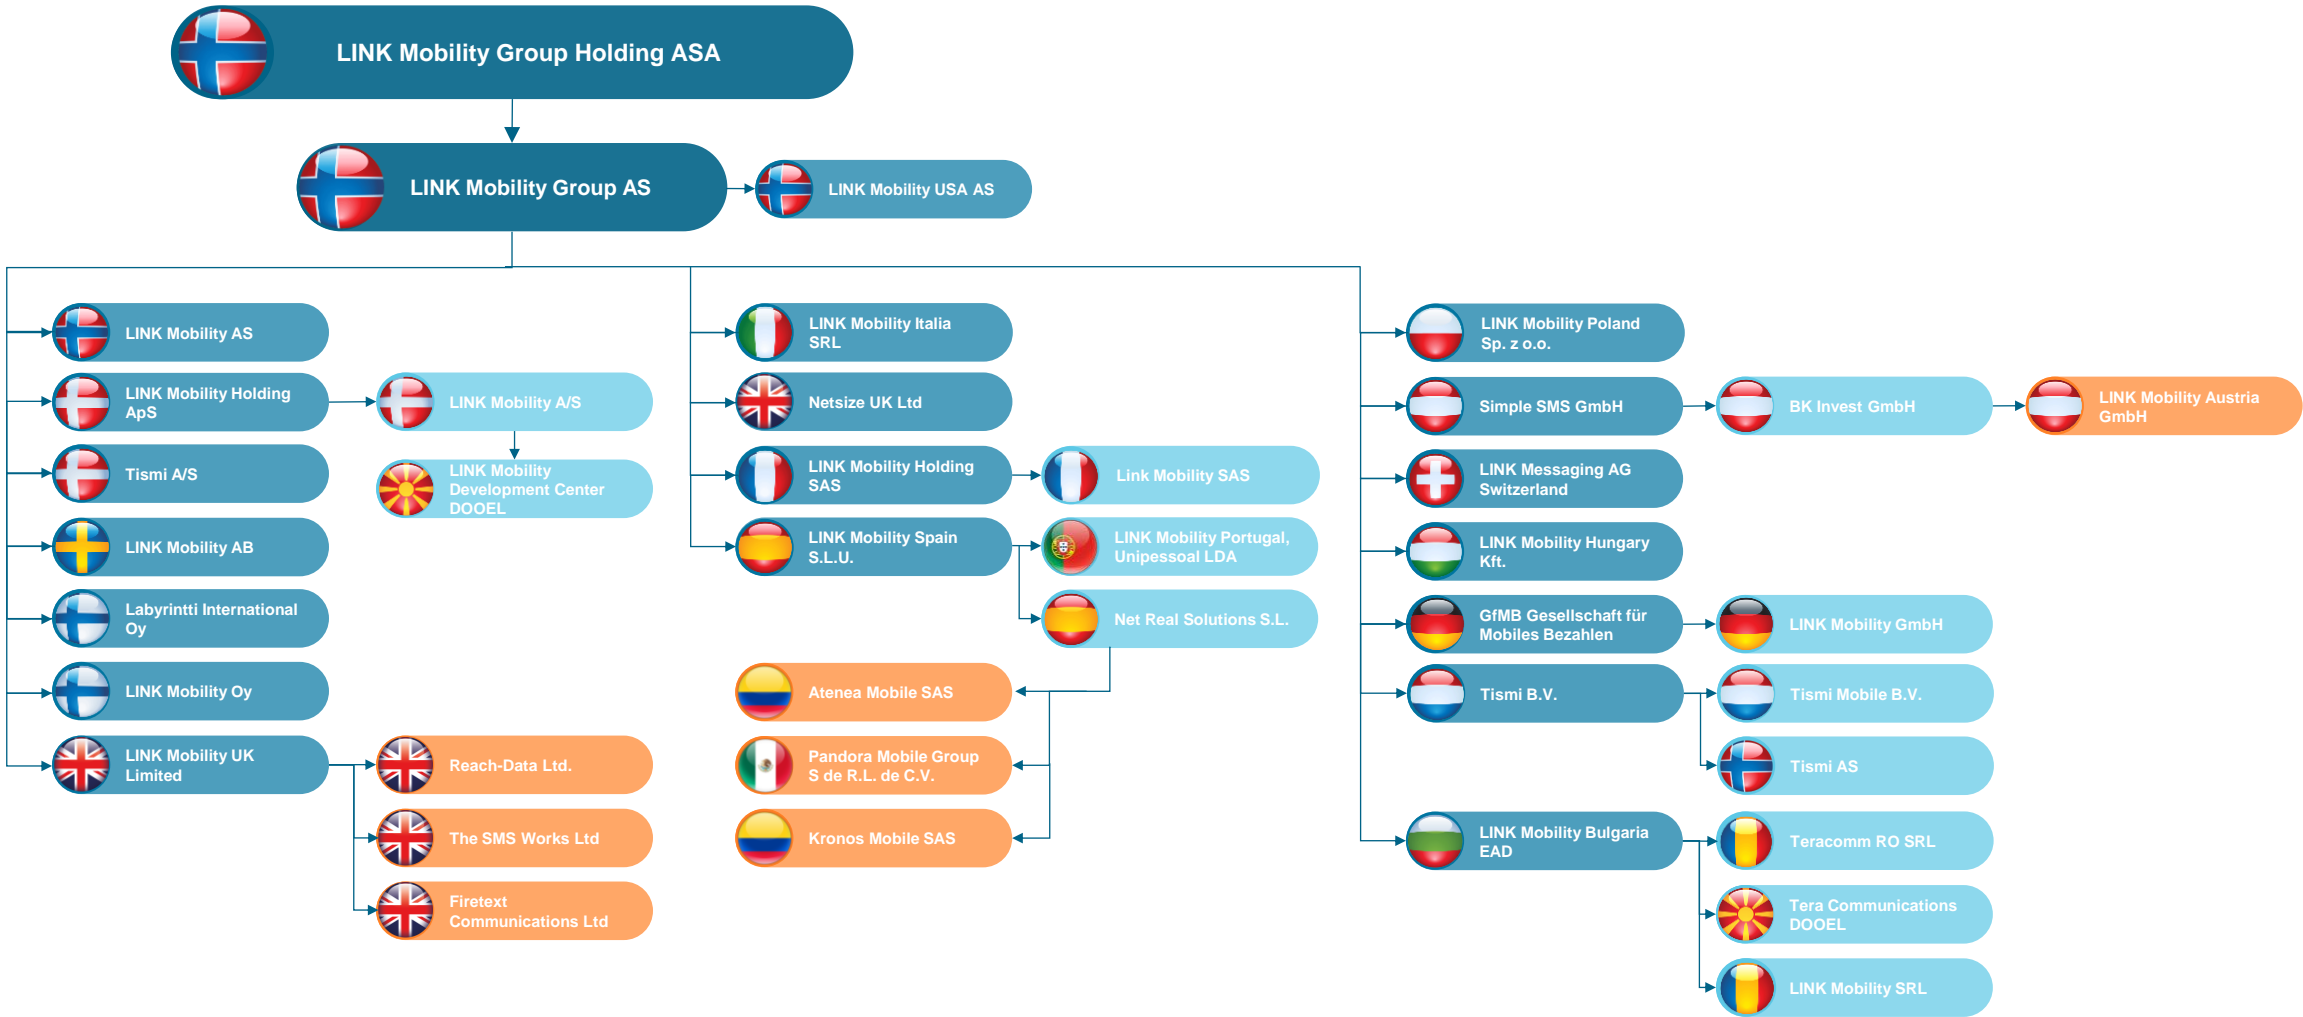 LINK Mobility Group Holding ASA
LINK Mobility Group AS
LINK Mobility USA AS
LINK Mobility AS
LINK Mobility Holding
ApS
LINK Mobility A/S
Tismi A/S
LINK Mobility
Development Center
DOOEL
LINK Mobility AB
Labyrintti International
Oy
LINK Mobility Oy
LINK Mobility UK
Limited
Reach-Data Ltd.
The SMS Works Ltd
Firetext
Communications Ltd
LINK Mobility Italia
SRL
Netsize UK Ltd
LINK Mobility Holding
SAS
Link Mobility SAS
LINK Mobility Spain
S.L.U.
LINK Mobility Portugal,
Unipessoal LDA
Net Real Solutions S.L.
Atenea Mobile SAS
Pandora Mobile Group
S de R.L. de C.V.
Kronos Mobile SAS
LINK Mobility Poland
Sp. z o.o.
Simple SMS GmbH
BK Invest GmbH
LINK Mobility Austria
GmbH
LINK Messaging AG
Switzerland
LINK Mobility Hungary
Kft.
GfMB Gesellschaft für
Mobiles Bezahlen
LINK Mobility GmbH
Tismi B.V.
Tismi Mobile B.V.
Tismi AS
LINK Mobility Bulgaria
EAD
Teracomm RO SRL
Tera Communications
DOOEL
LINK Mobility SRL